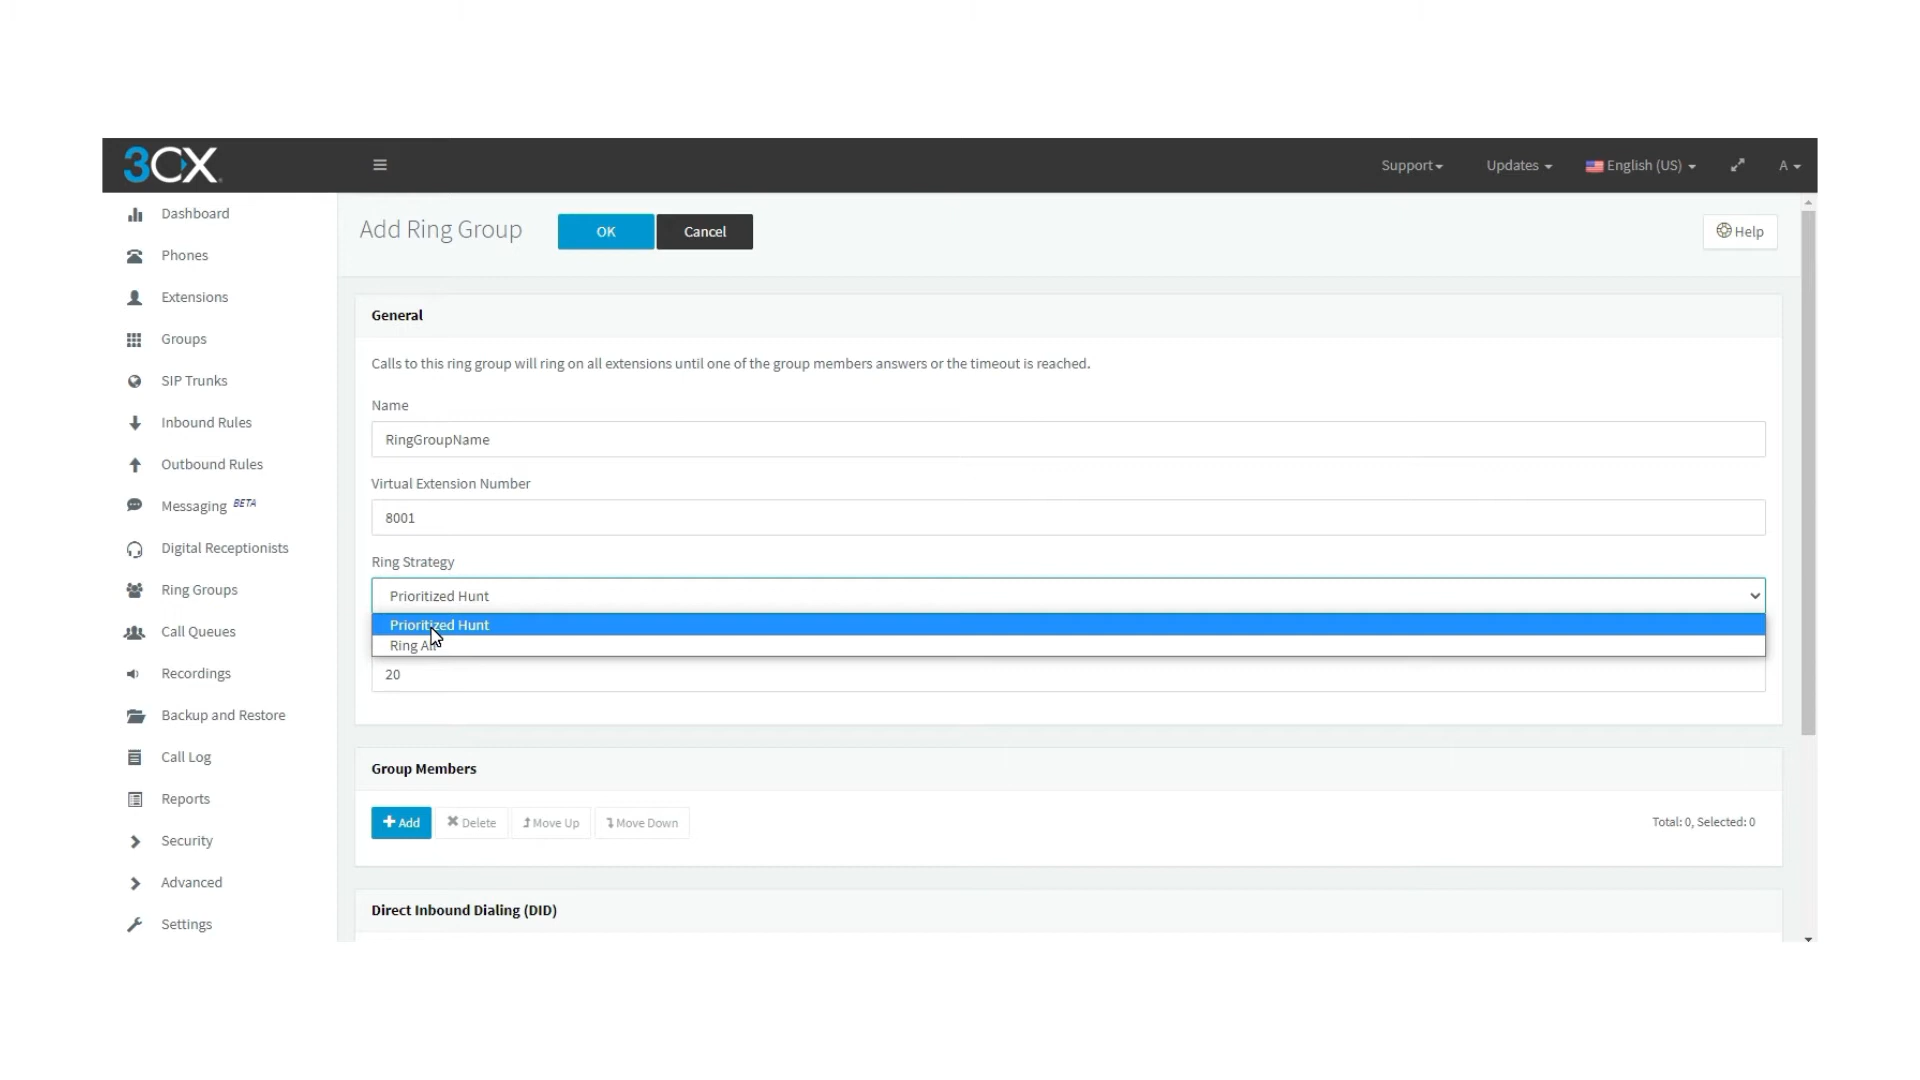 3CX
Support
Updates
English (US)
A
Dashboard
Phones
Extensions
Groups
SIP Trunks
Inbound Rules
Outbound Rules
Messaging BETA
Digital Receptionists
Ring Groups
Call Queues
Recordings
Backup and Restore
Call Log
Reports
Security
Advanced
Settings
Add Ring Group
OK
Cancel
Help
General
Calls to this ring group will ring on all extensions until one of the group members answers or the timeout is reached.
Name
RingGroupName
Virtual Extension Number
8001
Ring Strategy
Prioritized Hunt
Prioritized Hunt
Ring All
20
Group Members
Add
Delete
Move Up
Move Down
Total: 0, Selected: 0
Direct Inbound Dialing (DID)